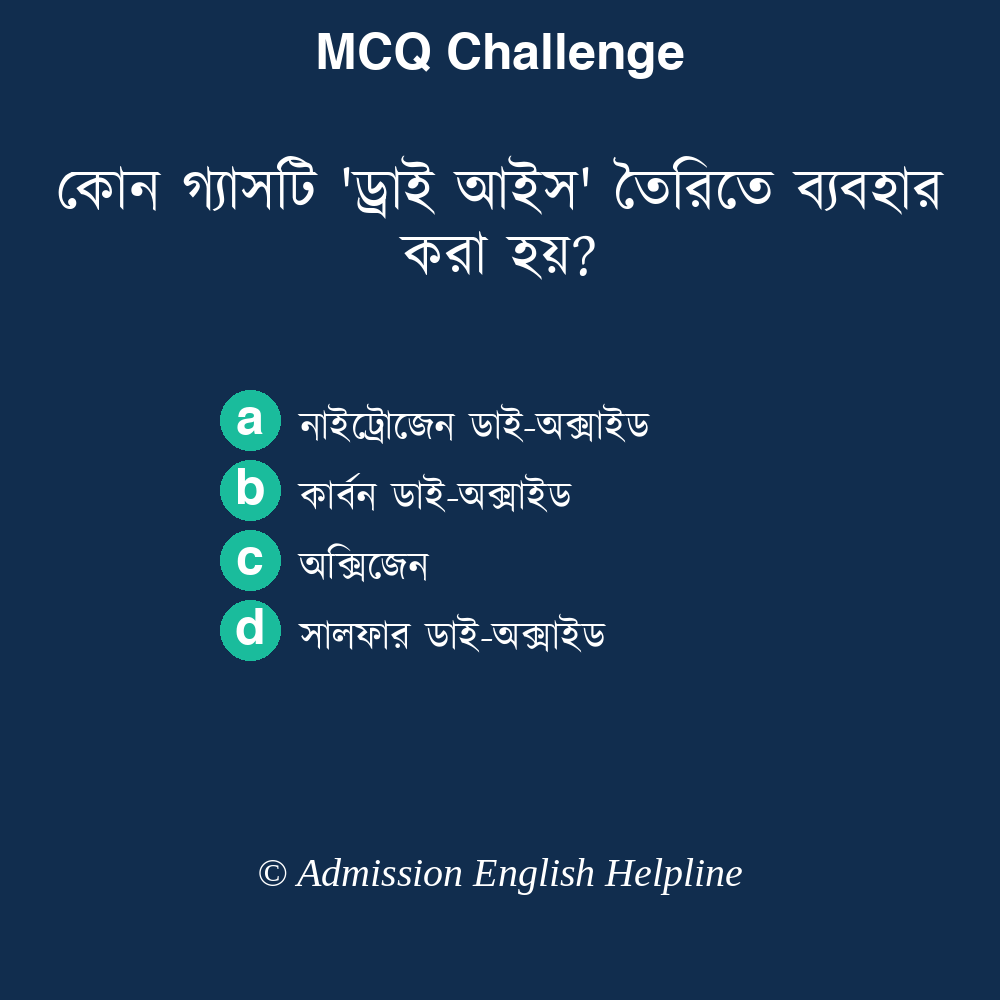 MCQ Challenge
কোন গ্যাসটি 'ড্রাই আইস' তৈরিতে ব্যবহার
করা হয়?
a নাইট্রোজেন ডাই-অক্সাইড
b কার্বন ডাই-অক্সাইড
c অক্সিজেন
d সালফার ডাই-অক্সাইড
© Admission English Helpline